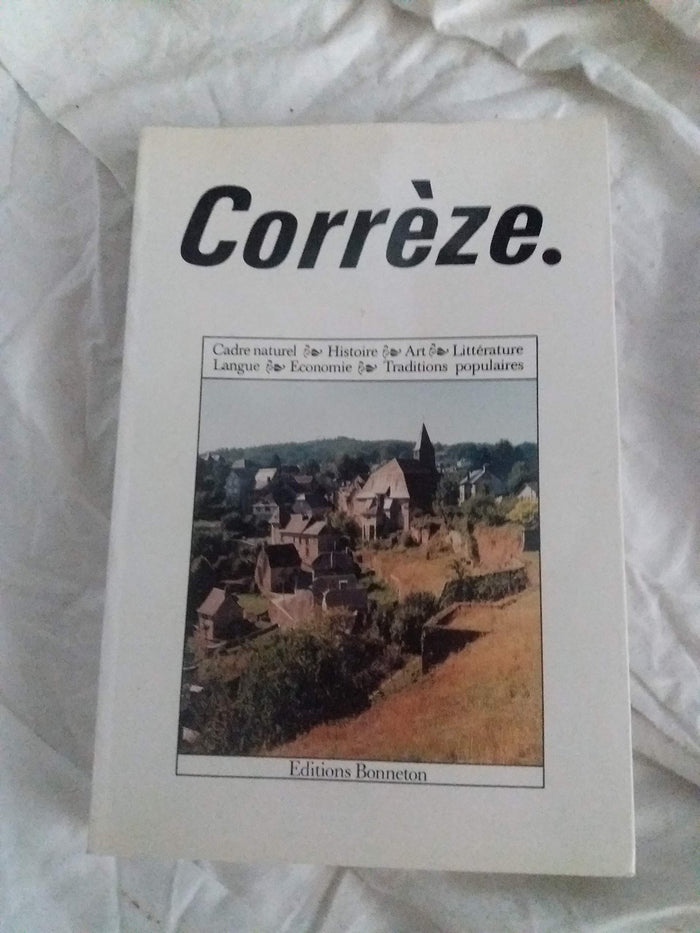 Corrèze.
Cadre naturel Histoire Art Littérature
Langue Economie Traditions populaires
Editions Bonneton